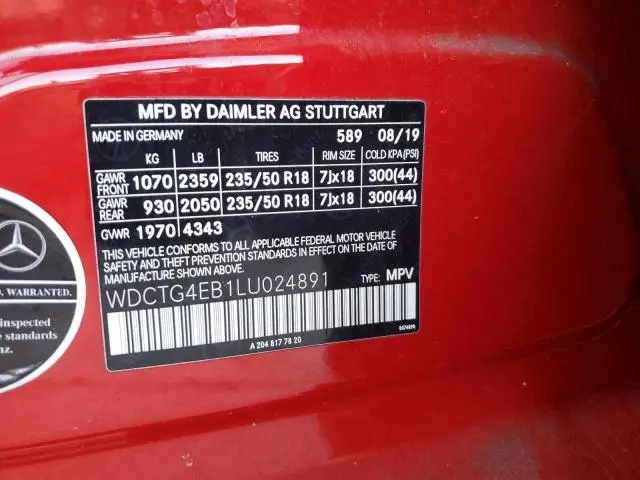 MFD BY DAIMLER AG STUTTGART
MADE IN GERMANY 589 08/19
KG LB TIRES RIM SIZE COLD KPA(PSI)
GAWR FRONT 1070 2359 235/50 R18 7Jx18 300(44)
GAWR REAR 930 2050 235/50 R18 7Jx18 300(44)
GVWR 1970 4343
THIS VEHICLE CONFORMS TO ALL APPLICABLE FEDERAL MOTOR VEHICLE
SAFETY AND THEFT PREVENTION STANDARDS IN EFFECT ON THE DATE OF
MANUFACTURE SHOWN ABOVE.
WDCTG4EB1LU024891 TYPE: MPV
A 204 817 78 20
D. WARRANTED.
inspected
e standards
nz.